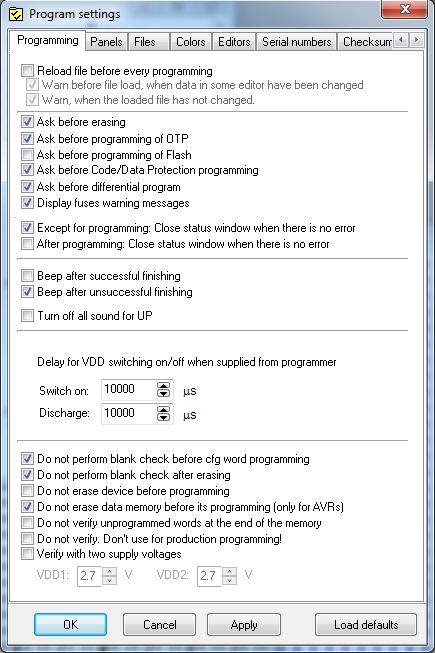 Program settings
Programming Panels Files Colors Editors Serial numbers Checksum
Reload file before every programming
Warn before file load, when data in some editor have been changed
Warn, when the loaded file has not changed.
Ask before erasing
Ask before programming of OTP
Ask before programming of Flash
Ask before Code/Data Protection programming
Ask before differential program
Display fuses warning messages
Except for programming: Close status window when there is no error
After programming: Close status window when there is no error
Beep after successful finishing
Beep after unsuccessful finishing
Turn off all sound for UP
Delay for VDD switching on/off when supplied from programmer
Switch on: 10000 µs
Discharge: 10000 µs
Do not perform blank check before cfg word programming
Do not perform blank check after erasing
Do not erase device before programming
Do not erase data memory before its programming (only for AVRs)
Do not verify unprogrammed words at the end of the memory
Do not verify. Don't use for production programming!
Verify with two supply voltages
VDD1: 2.7 V VDD2: 2.7 V
OK Cancel Apply Load defaults